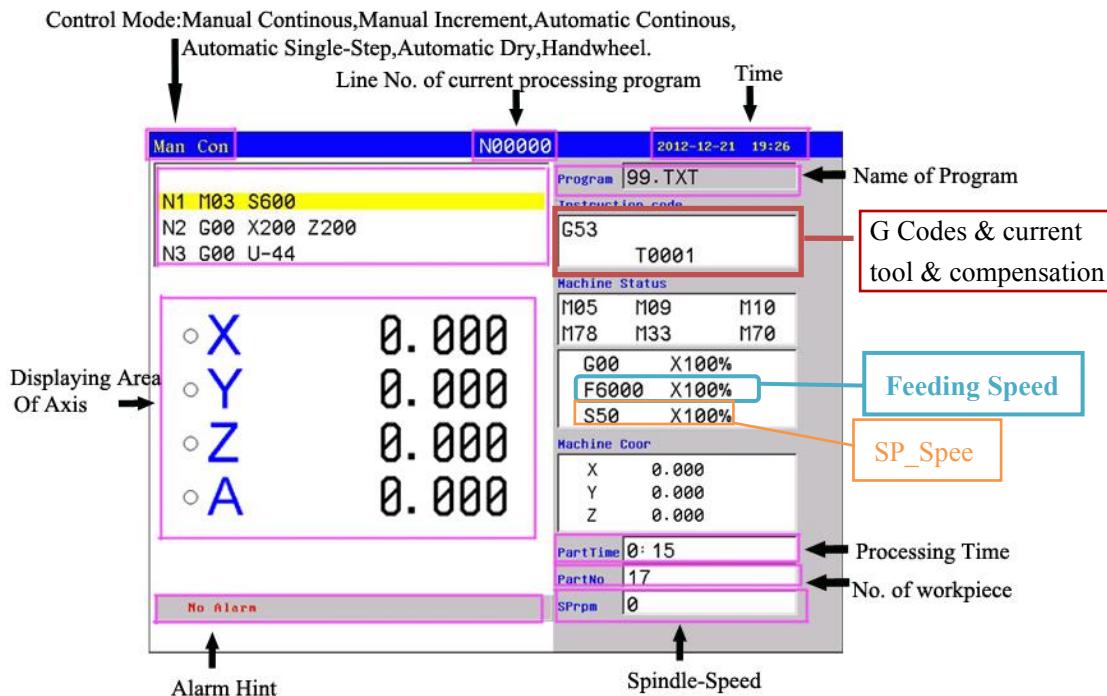 Control Mode:Manual Continous,Manual Increment,Automatic Continous,
Automatic Single-Step,Automatic Dry,Handwheel.
Line No. of current processing program
Time
Man Con
N00000
2012-12-21 19:26
N1 M03 S600
N2 G00 X200 Z200
N3 G00 U-44
Program 99.TXT
Name of Program
Instruction code
G53
T0001
G Codes & current
tool & compensation
Machine Status
M05 M09 M10
M78 M33 M70
G00 X100%
F6000 X100%
S50 X100%
Feeding Speed
SP_Spee
Displaying Area
Of Axis
X 0.000
Y 0.000
Z 0.000
A 0.000
Machine Coor
X 0.000
Y 0.000
Z 0.000
PartTime 0:15
Processing Time
PartNo 17
No. of workpiece
SPrpm 0
No Alarm
Alarm Hint
Spindle-Speed